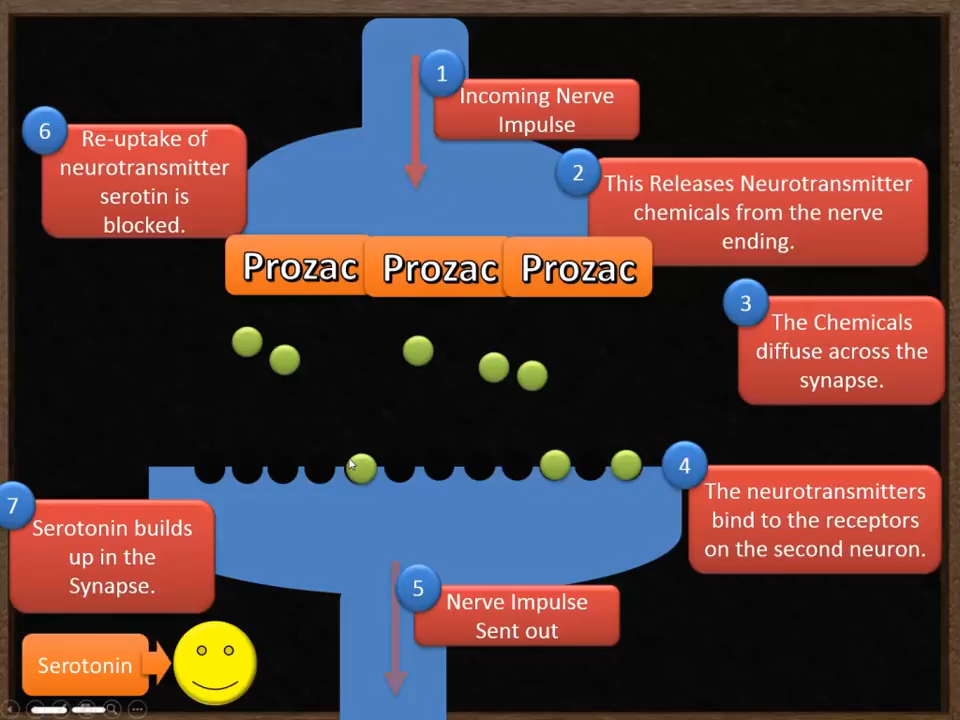 1
Incoming Nerve
Impulse
2
This Releases Neurotransmitter
chemicals from the nerve
ending.
6
Re-uptake of
neurotransmitter
serotin is
blocked.
Prozac Prozac Prozac
3
The Chemicals
diffuse across the
synapse.
4
The neurotransmitters
bind to the receptors
on the second neuron.
7
Serotonin builds
up in the
Synapse.
5
Nerve Impulse
Sent out
Serotonin